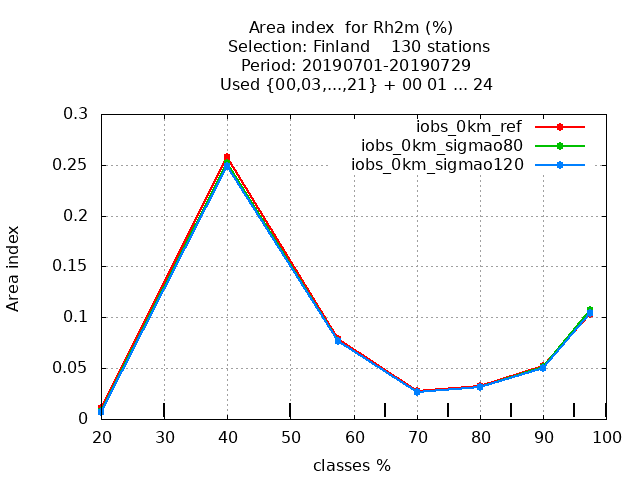 Area index  for Rh2m (%)
Selection: Finland    130 stations
Period: 20190701-20190729
Used {00,03,...,21} + 00 01 ... 24
iobs_0km_ref
iobs_0km_sigmao80
iobs_0km_sigmao120
Area index
0.3
0.25
0.2
0.15
0.1
0.05
0
20 30 40 50 60 70 80 90 100
classes %